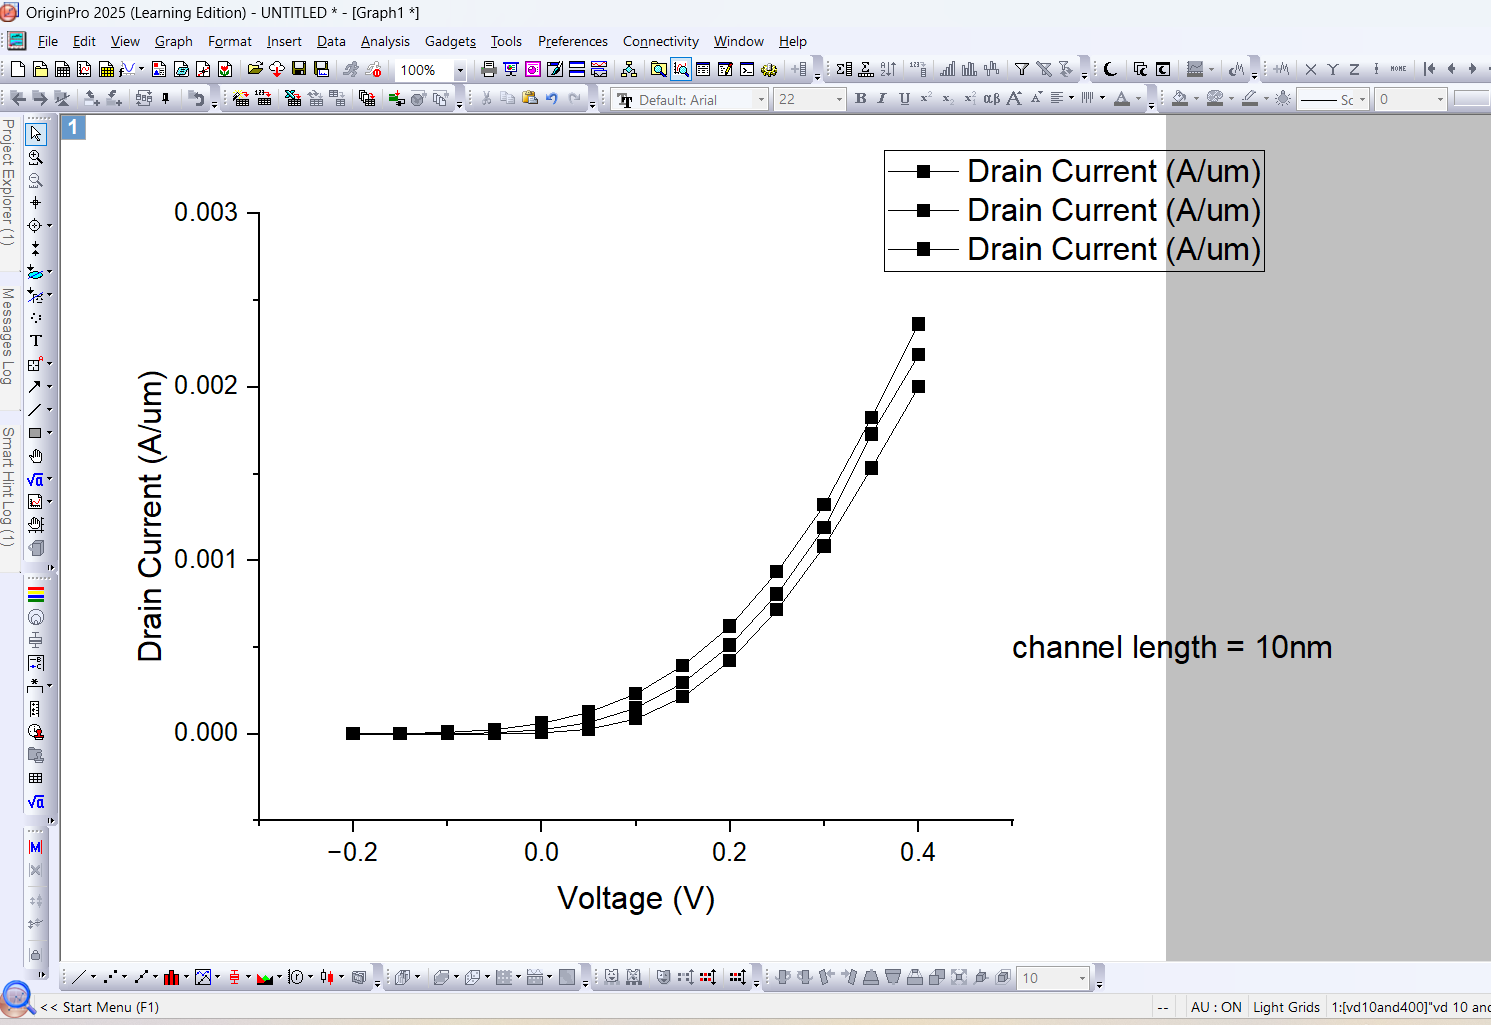 OriginPro 2025 (Learning Edition) - UNTITLED * - [Graph1 *]
File Edit View Graph Format Insert Data Analysis Gadgets Tools Preferences Connectivity Window Help
100%
Default: Arial 22 B I U Sc 0
Project Explorer (1)
Messages Log
Smart Hint Log (1)
1
Drain Current (A/um)
Drain Current (A/um)
Drain Current (A/um)
0.003
0.002
0.001
0.000
Drain Current (A/um)
channel length = 10nm
−0.2 0.0 0.2 0.4
Voltage (V)
10
<< Start Menu (F1)
-- AU : ON Light Grids 1:[vd10and400]"vd 10 and